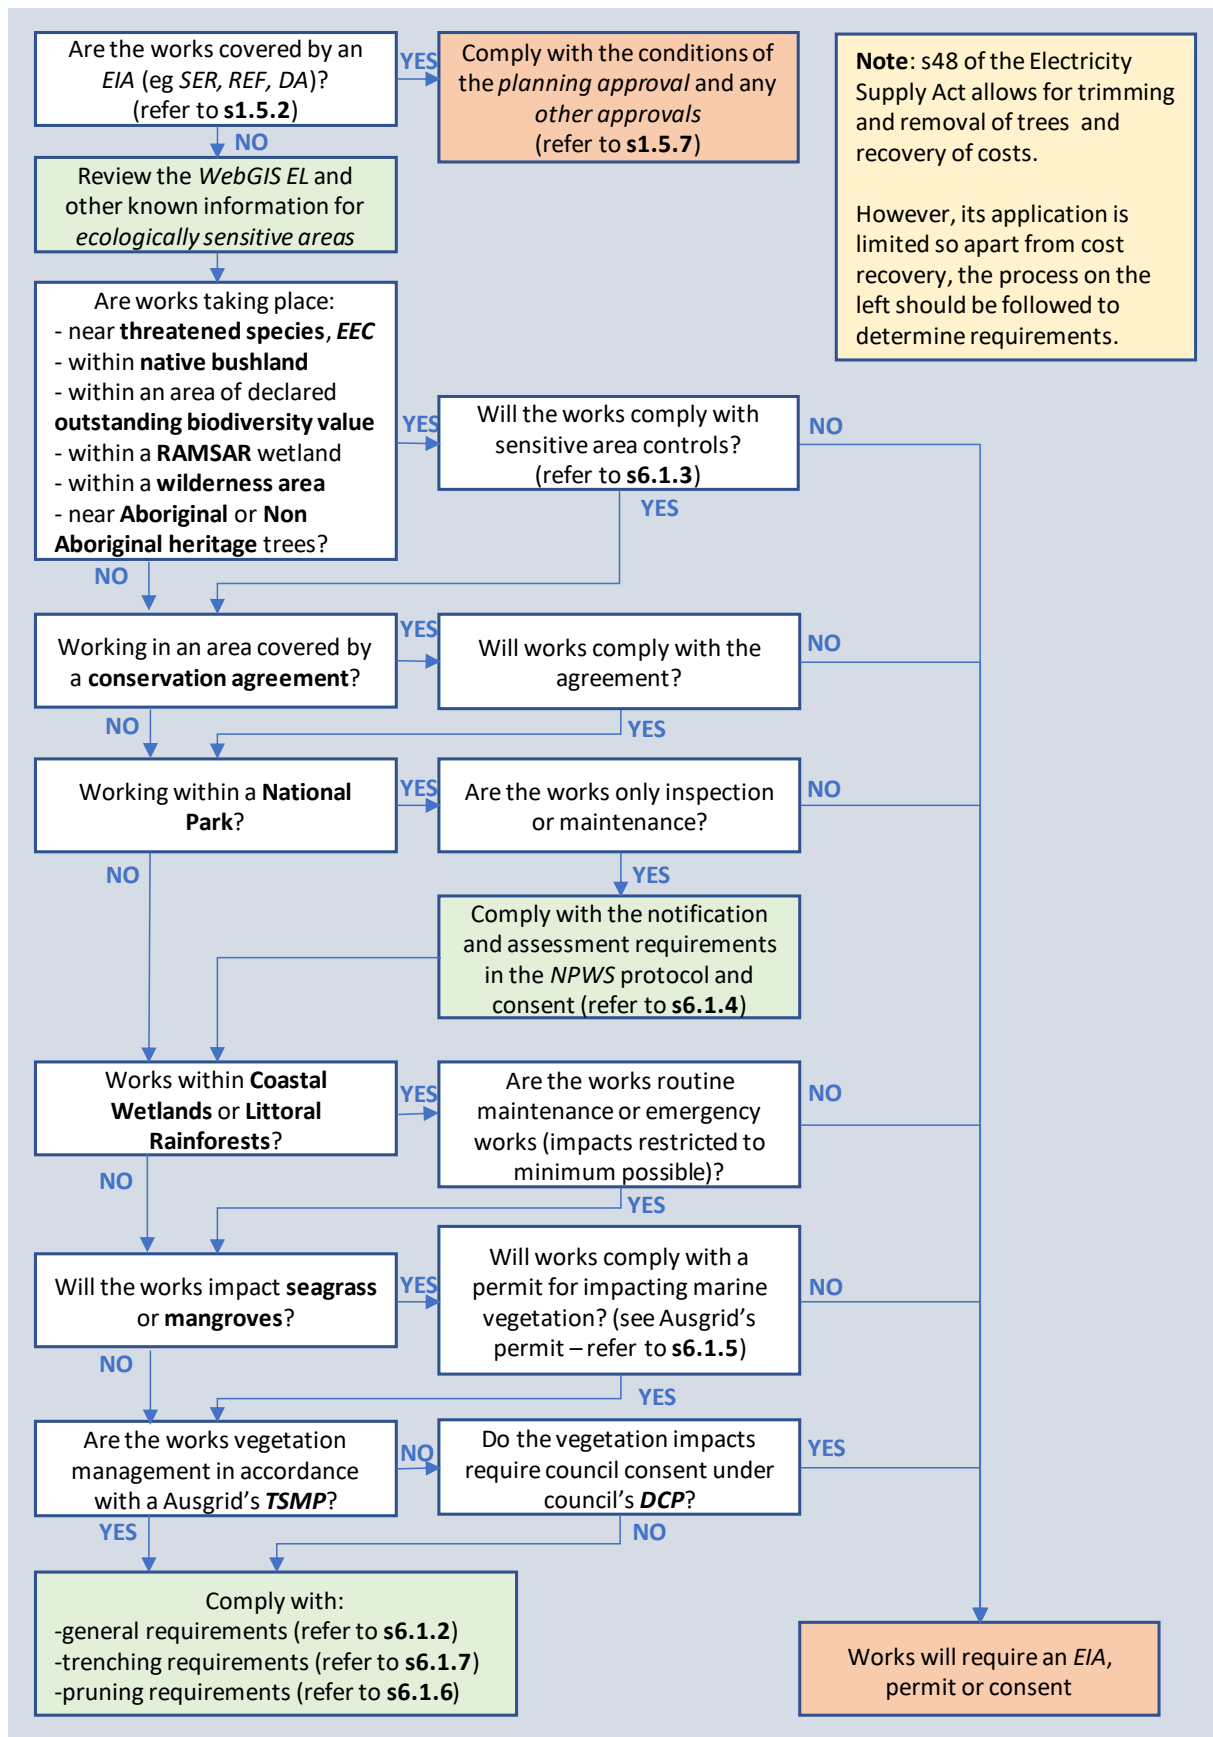 Are the works covered by an
EIA (eg SER, REF, DA)?
(refer to s1.5.2)
YES
Comply with the conditions of
the planning approval and any
other approvals
(refer to s1.5.7)
Note: s48 of the Electricity
Supply Act allows for trimming
and removal of trees and
recovery of costs.
However, its application is
limited so apart from cost
recovery, the process on the
left should be followed to
determine requirements.
NO
Review the WebGIS EL and
other known information for
ecologically sensitive areas
Are works taking place:
- near threatened species, EEC
- within native bushland
- within an area of declared
outstanding biodiversity value
- within a RAMSAR wetland
- within a wilderness area
- near Aboriginal or Non
Aboriginal heritage trees?
YES
Will the works comply with
sensitive area controls?
(refer to s6.1.3)
NO
YES
NO
Working in an area covered by
a conservation agreement?
YES
Will works comply with the
agreement?
NO
NO
YES
Working within a National
Park?
YES
Are the works only inspection
or maintenance?
NO
NO
YES
Comply with the notification
and assessment requirements
in the NPWS protocol and
consent (refer to s6.1.4)
Works within Coastal
Wetlands or Littoral
Rainforests?
YES
Are the works routine
maintenance or emergency
works (impacts restricted to
minimum possible)?
NO
NO
YES
Will the works impact seagrass
or mangroves?
YES
Will works comply with a
permit for impacting marine
vegetation? (see Ausgrid's
permit – refer to s6.1.5)
NO
NO
YES
Are the works vegetation
management in accordance
with a Ausgrid's TSMP?
NO
Do the vegetation impacts
require council consent under
council's DCP?
YES
YES
NO
Comply with:
-general requirements (refer to s6.1.2)
-trenching requirements (refer to s6.1.7)
-pruning requirements (refer to s6.1.6)
Works will require an EIA,
permit or consent